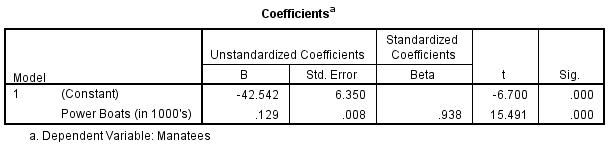 Coefficientsa
Unstandardized Coefficients Standardized Coefficients
Model B Std. Error Beta t Sig.
1 (Constant) -42.542 6.350 -6.700 .000
Power Boats (in 1000's) .129 .008 .938 15.491 .000
a. Dependent Variable: Manatees